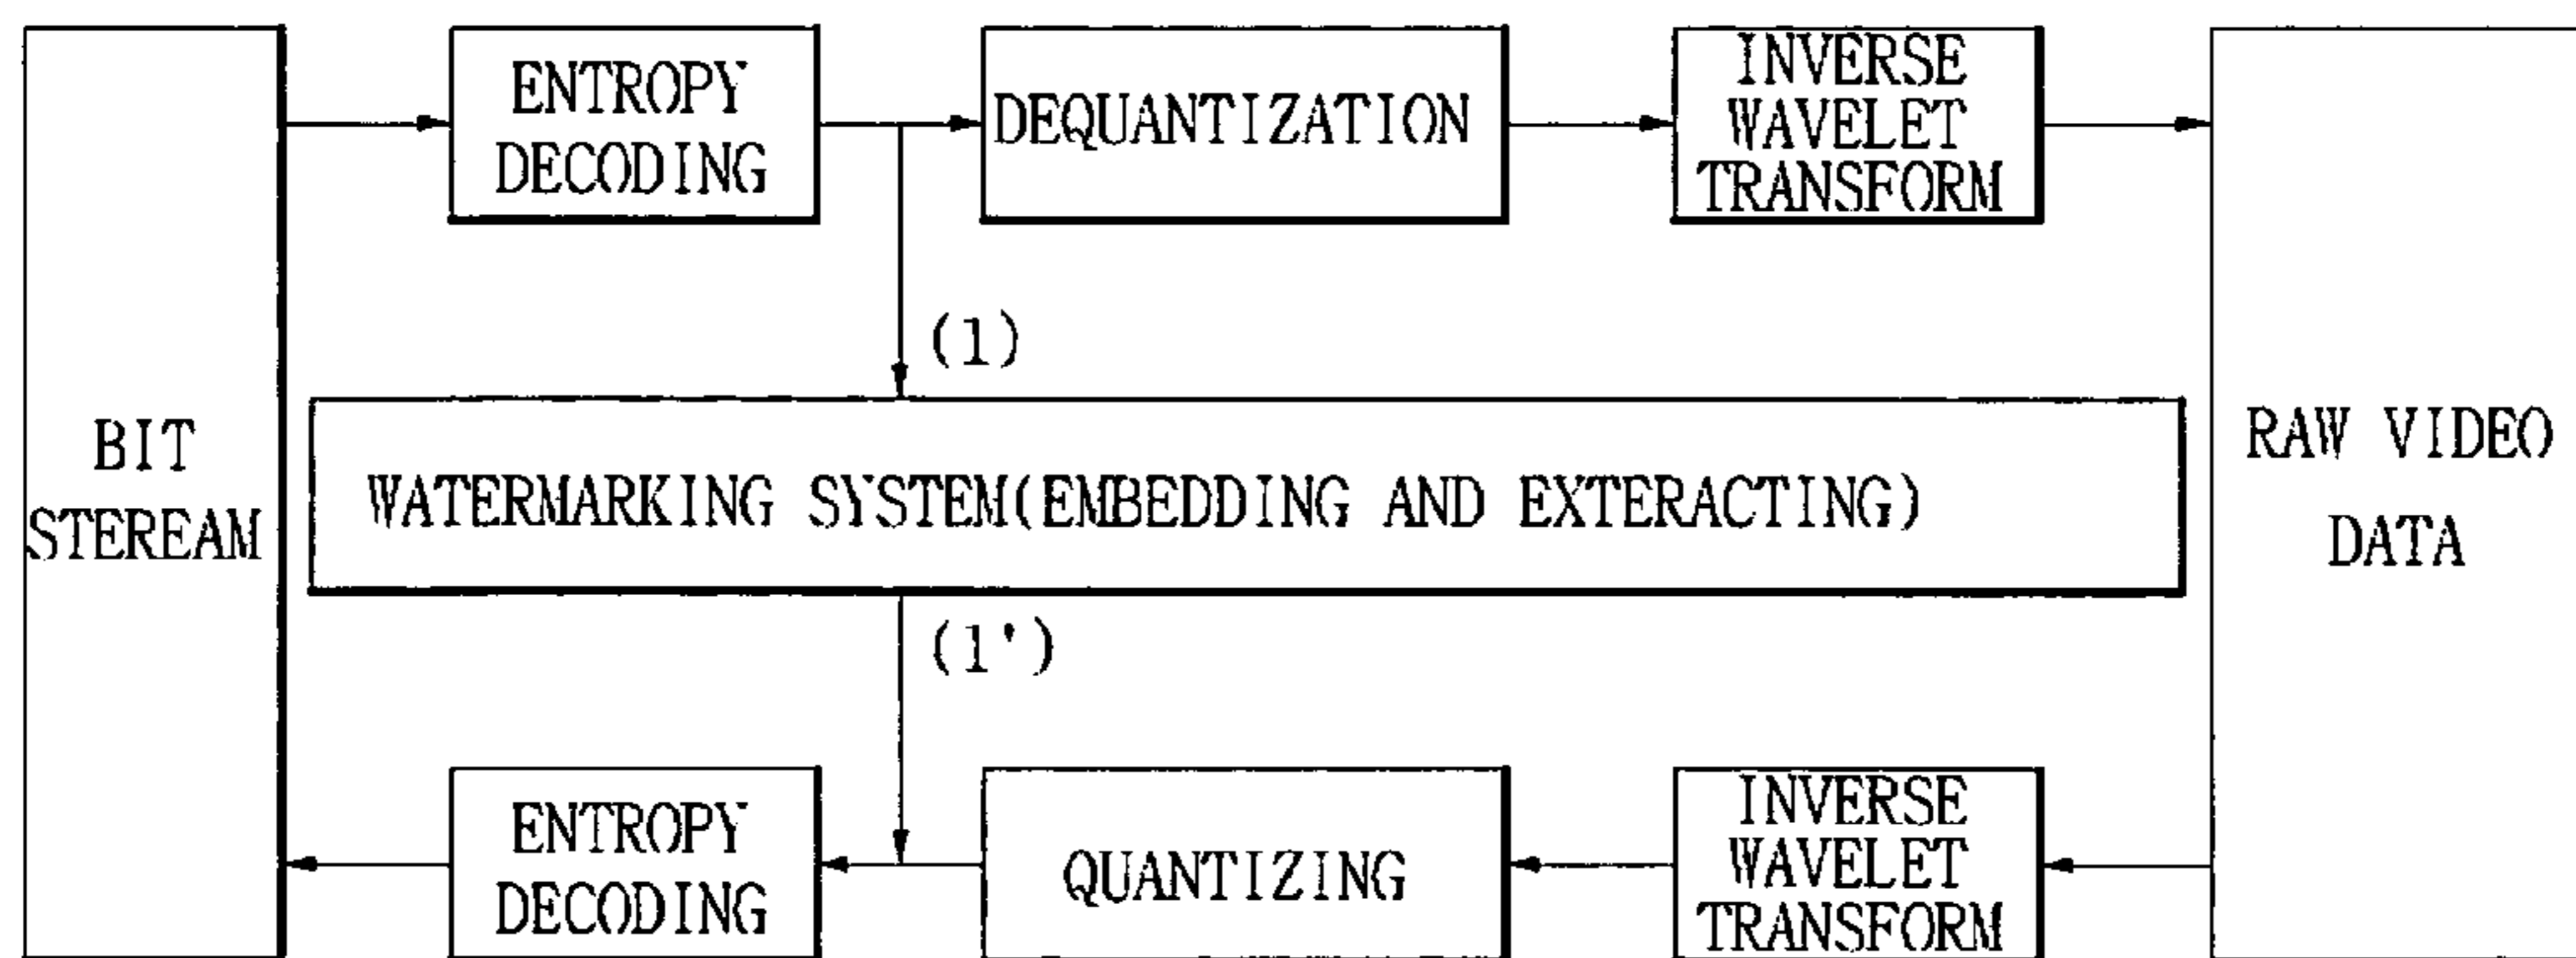 ENTROPY
DECODING
DEQUANTIZATION
INVERSE
WAVELET
TRANSFORM
(1)
BIT
STEREAM
WATERMARKING SYSTEM(EMBEDDING AND EXTERACTING)
RAW VIDEO
DATA
(1')
ENTROPY
DECODING
QUANTIZING
INVERSE
WAVELET
TRANSFORM